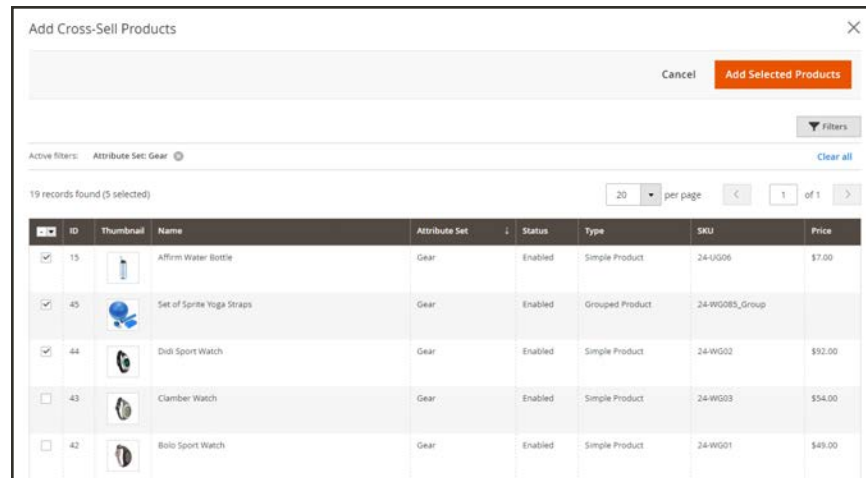 Add Cross-Sell Products
Cancel Add Selected Products
Filters
Active filters: Attribute Set: Gear Clear all
19 records found (5 selected) 20 per page 1 of 1
ID Thumbnail Name Attribute Set ↓ Status Type SKU Price
15 Affirm Water Bottle Gear Enabled Simple Product 24-UG06 $7.00
45 Set of Sprite Yoga Straps Gear Enabled Grouped Product 24-WG085_Group
44 Didi Sport Watch Gear Enabled Simple Product 24-WG02 $92.00
43 Clamber Watch Gear Enabled Simple Product 24-WG03 $54.00
42 Bolo Sport Watch Gear Enabled Simple Product 24-WG01 $49.00